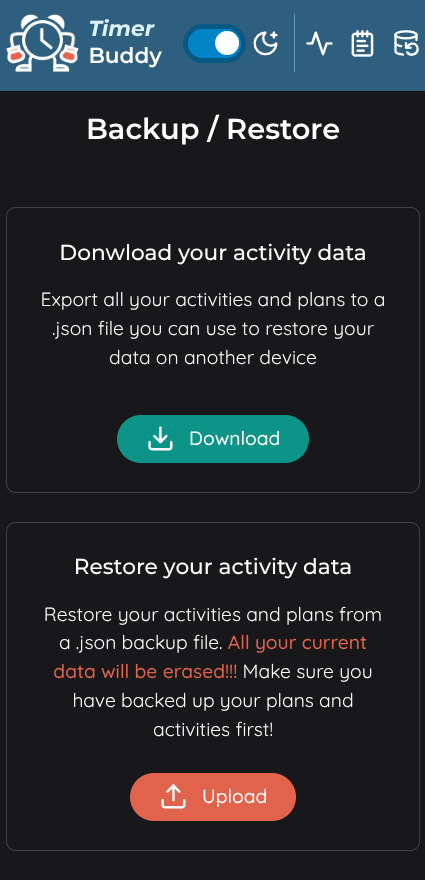 Timer
Buddy
Backup / Restore
Donwload your activity data
Export all your activities and plans to a
.json file you can use to restore your
data on another device
Download
Restore your activity data
Restore your activities and plans from
a .json backup file. All your current
data will be erased!!! Make sure you
have backed up your plans and
activities first!
Upload